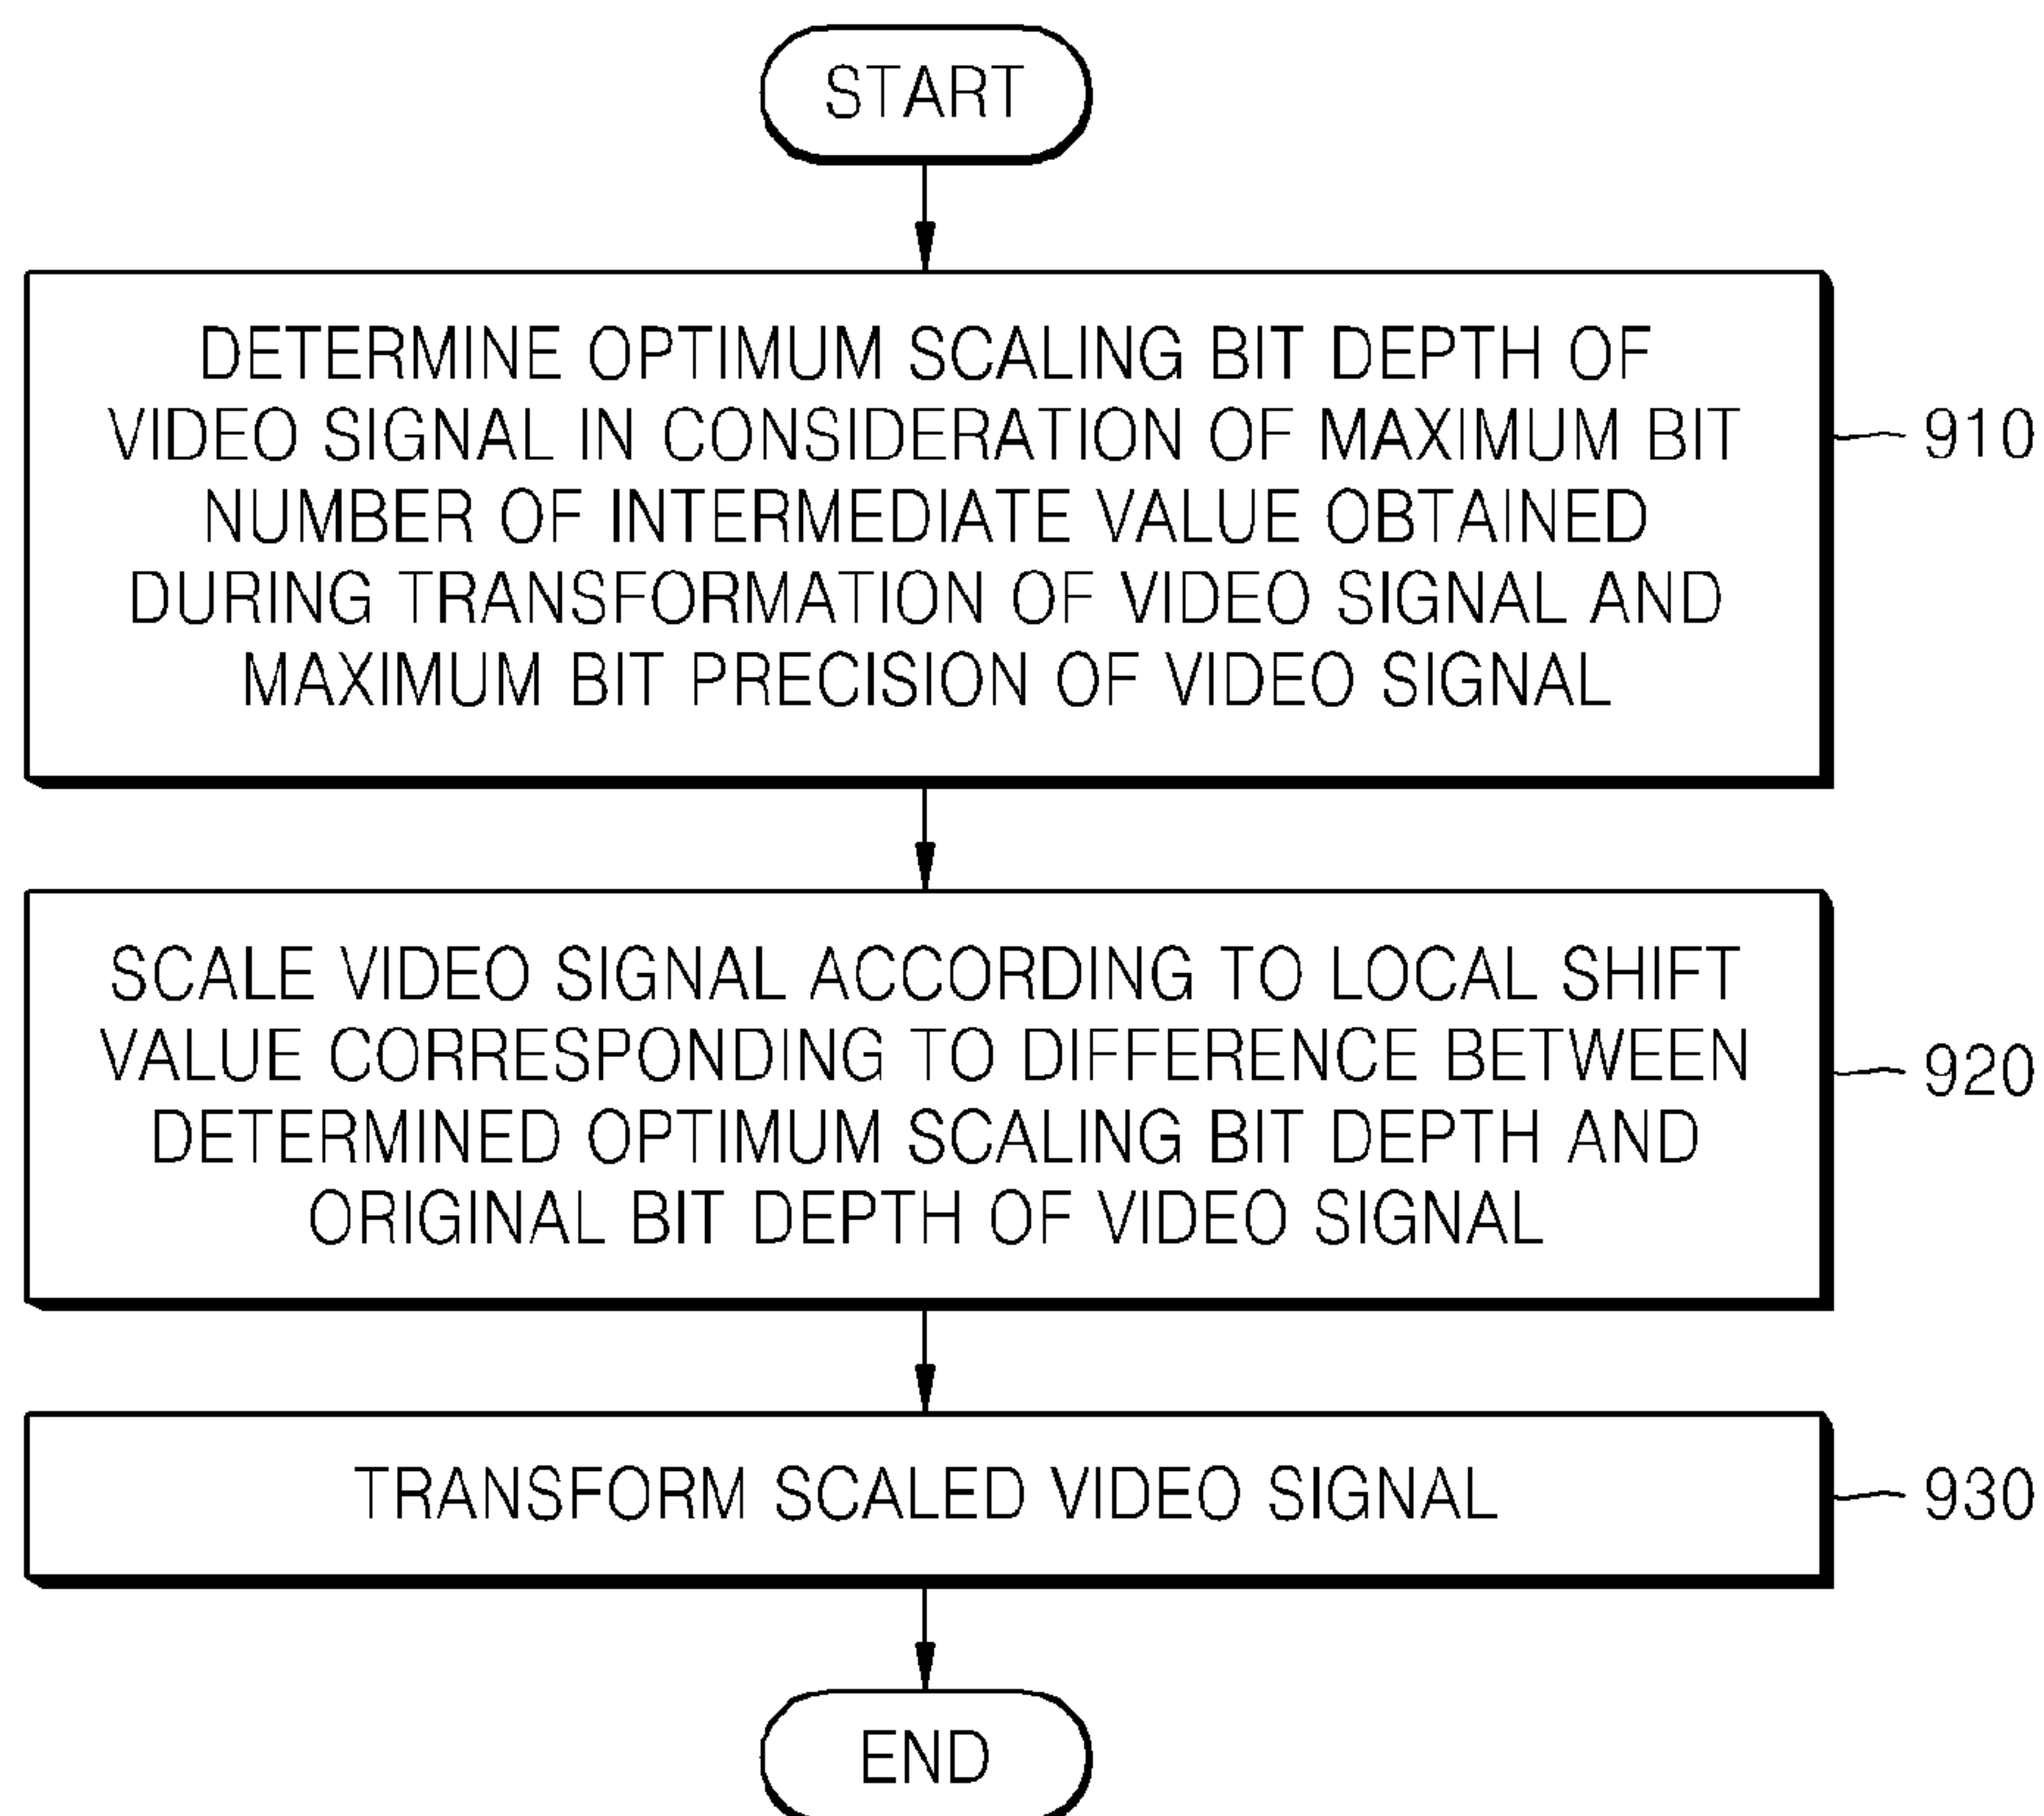 START
DETERMINE OPTIMUM SCALING BIT DEPTH OF
VIDEO SIGNAL IN CONSIDERATION OF MAXIMUM BIT
NUMBER OF INTERMEDIATE VALUE OBTAINED
DURING TRANSFORMATION OF VIDEO SIGNAL AND
MAXIMUM BIT PRECISION OF VIDEO SIGNAL
910
SCALE VIDEO SIGNAL ACCORDING TO LOCAL SHIFT
VALUE CORRESPONDING TO DIFFERENCE BETWEEN
DETERMINED OPTIMUM SCALING BIT DEPTH AND
ORIGINAL BIT DEPTH OF VIDEO SIGNAL
920
TRANSFORM SCALED VIDEO SIGNAL
930
END